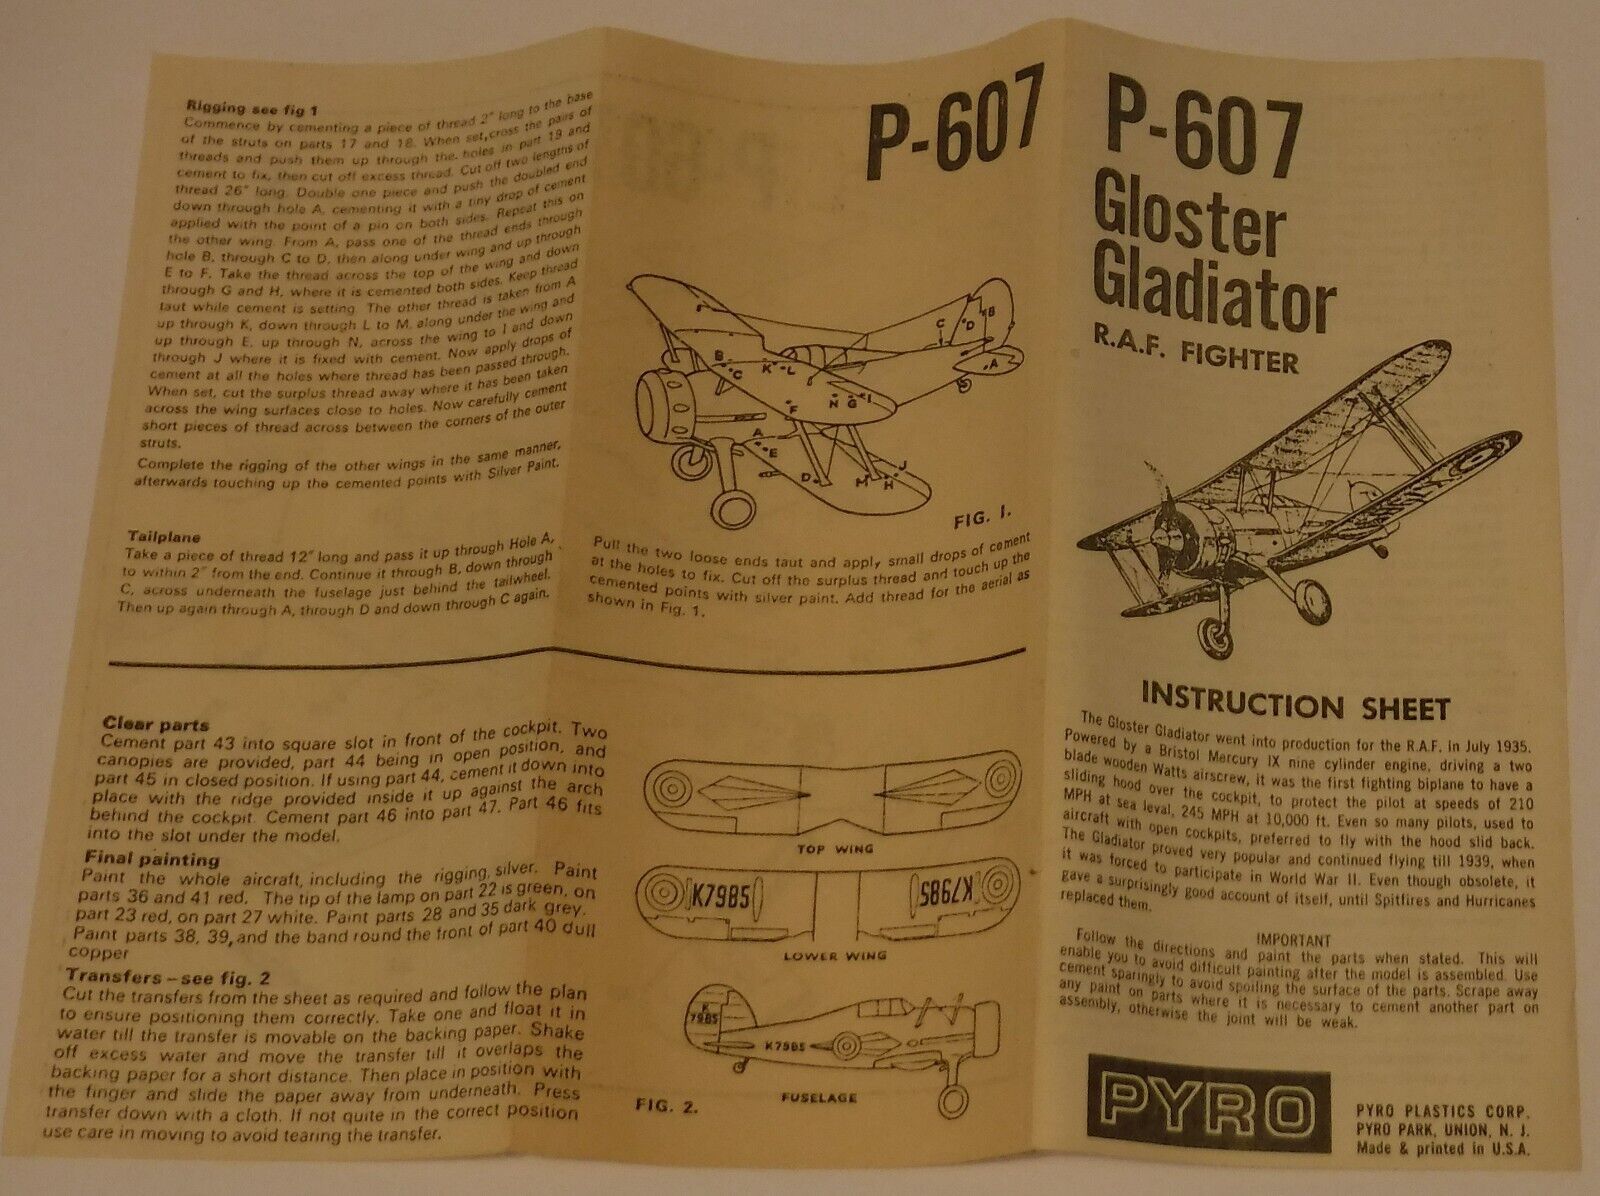 Rigging see fig 1
Commence by cementing a piece of thread 2" long to the base
of the struts on parts 17 and 18. When set, cross the pairs of
threads and push them up through the holes in part 19 and
cement to fix, then cut off excess thread. Cut off two lengths of
thread 26" long. Double one piece and push the doubled end
down through hole A, cementing it with a tiny drop of cement
applied with the point of a pin on both sides. Repeat this on
the other wing. From A, pass one of the thread ends through
hole B, through C to D, then along under wing and up through
E to F. Take the thread across the top of the wing and down
through G and H, where it is cemented both sides. Keep thread
taut while cement is setting. The other thread is taken from A
up through K, down through L to M, along under the wing and
up through E, up through N, across the wing to I and down
through J where it is fixed with cement. Now apply drops of
cement at all the holes where thread has been passed through.
When set, cut the surplus thread away where it has been taken
across the wing surfaces close to holes. Now carefully cement
short pieces of thread across between the corners of the outer
struts.
Complete the rigging of the other wings in the same manner,
afterwards touching up the cemented points with Silver Paint.
Tailplane
Take a piece of thread 12" long and pass it up through Hole A,
to within 2" from the end. Continue it through B, down through
C, across underneath the fuselage just behind the tailwheel.
Then up again through A, through D and down through C again.
P-607
C
D
B
A
B
C
K
L
F
N
G
I
A
E
D
M
H
J
FIG. 1.
Pull the two loose ends taut and apply small drops of cement
at the holes to fix. Cut off the surplus thread and touch up the
cemented points with silver paint. Add thread for the aerial as
shown in Fig. 1.
Clear parts
Cement part 43 into square slot in front of the cockpit. Two
canopies are provided, part 44 being in open position, and
part 45 in closed position. If using part 44, cement it down into
place with the ridge provided inside it up against the arch
behind the cockpit. Cement part 46 into part 47. Part 46 fits
into the slot under the model.
Final painting
Paint the whole aircraft, including the rigging, silver. Paint
parts 36 and 41 red. The tip of the lamp on part 22 is green, on
part 23 red, on part 27 white. Paint parts 28 and 35 dark grey.
Paint parts 38, 39, and the band round the front of part 40 dull
copper
Transfers – see fig. 2
Cut the transfers from the sheet as required and follow the plan
to ensure positioning them correctly. Take one and float it in
water till the transfer is movable on the backing paper. Shake
off excess water and move the transfer till it overlaps the
backing paper for a short distance. Then place in position with
the finger and slide the paper away from underneath. Press
transfer down with a cloth. If not quite in the correct position
use care in moving to avoid tearing the transfer.
TOP WING
K7985
K7985
LOWER WING
K
7985
K7985
FUSELAGE
FIG. 2.
P-607
Gloster
Gladiator
R.A.F. FIGHTER
INSTRUCTION SHEET
The Gloster Gladiator went into production for the R.A.F. in July 1935.
Powered by a Bristol Mercury IX nine cylinder engine, driving a two
blade wooden Watts airscrew, it was the first fighting biplane to have a
sliding hood over the cockpit, to protect the pilot at speeds of 210
MPH at sea leval, 245 MPH at 10,000 ft. Even so many pilots, used to
aircraft with open cockpits, preferred to fly with the hood slid back.
The Gladiator proved very popular and continued flying till 1939, when
it was forced to participate in World War II. Even though obsolete, it
gave a surprisingly good account of itself, until Spitfires and Hurricanes
replaced them.
IMPORTANT
Follow the directions and paint the parts when stated. This will
enable you to avoid difficult painting after the model is assembled. Use
cement sparingly to avoid spoiling the surface of the parts. Scrape away
any paint on parts where it is necessary to cement another part on
assembly, otherwise the joint will be weak.
PYRO
PYRO PLASTICS CORP.
PYRO PARK, UNION, N. J.
Made & printed in U.S.A.